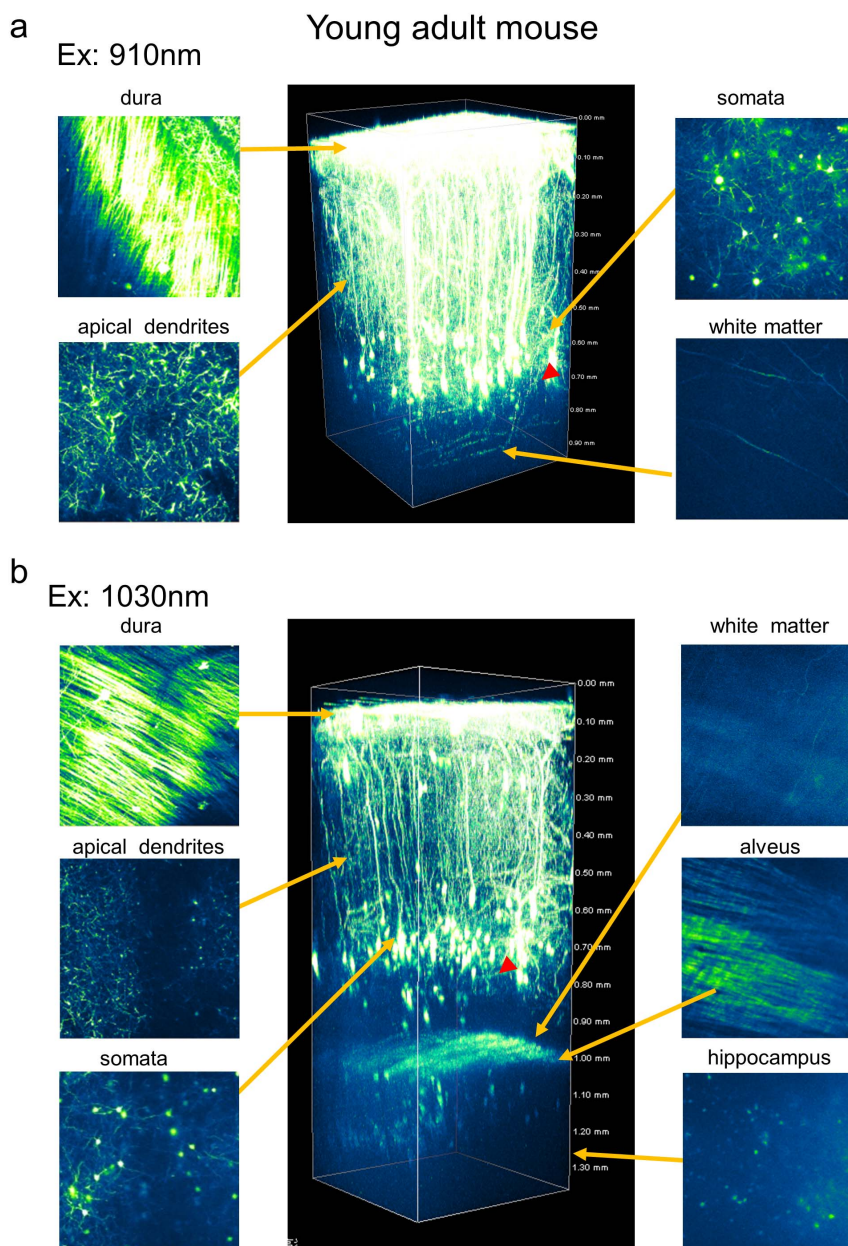 a
Young adult mouse
Ex: 910nm
dura
somata
apical dendrites
white matter
0.00 mm
0.10 mm
0.20 mm
0.30 mm
0.40 mm
0.60 mm
0.70 mm
0.80 mm
0.90 mm
b
Ex: 1030nm
dura
white matter
apical dendrites
alveus
somata
hippocampus
0.00 mm
0.10 mm
0.20 mm
0.30 mm
0.40 mm
0.50 mm
0.60 mm
0.70 mm
0.80 mm
0.90 mm
1.00 mm
1.10 mm
1.20 mm
1.30 mm